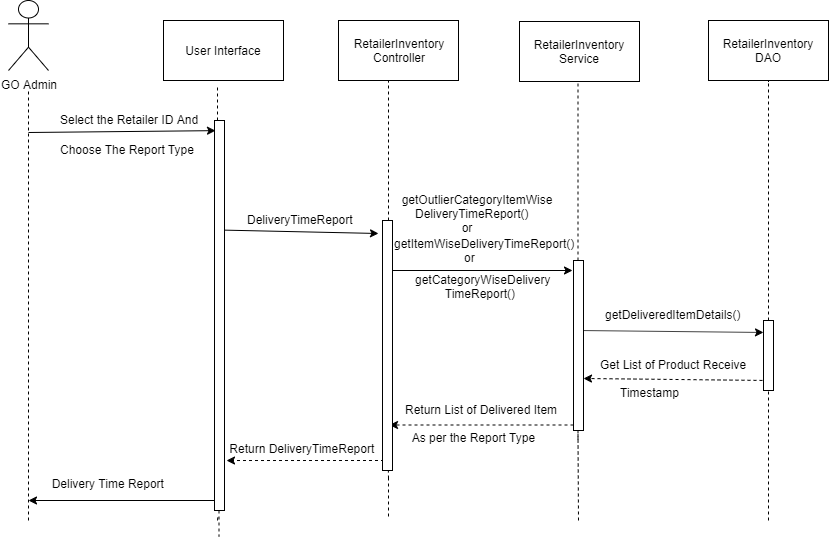 GO Admin
User Interface
RetailerInventory
Controller
RetailerInventory
Service
RetailerInventory
DAO
Select the Retailer ID And
Choose The Report Type
DeliveryTimeReport
getOutlierCategoryItemWise
DeliveryTimeReport()
or
getItemWiseDeliveryTimeReport()
or
getCategoryWiseDelivery
TimeReport()
getDeliveredItemDetails()
Get List of Product Receive
Timestamp
Return List of Delivered Item
As per the Report Type
Return DeliveryTimeReport
Delivery Time Report